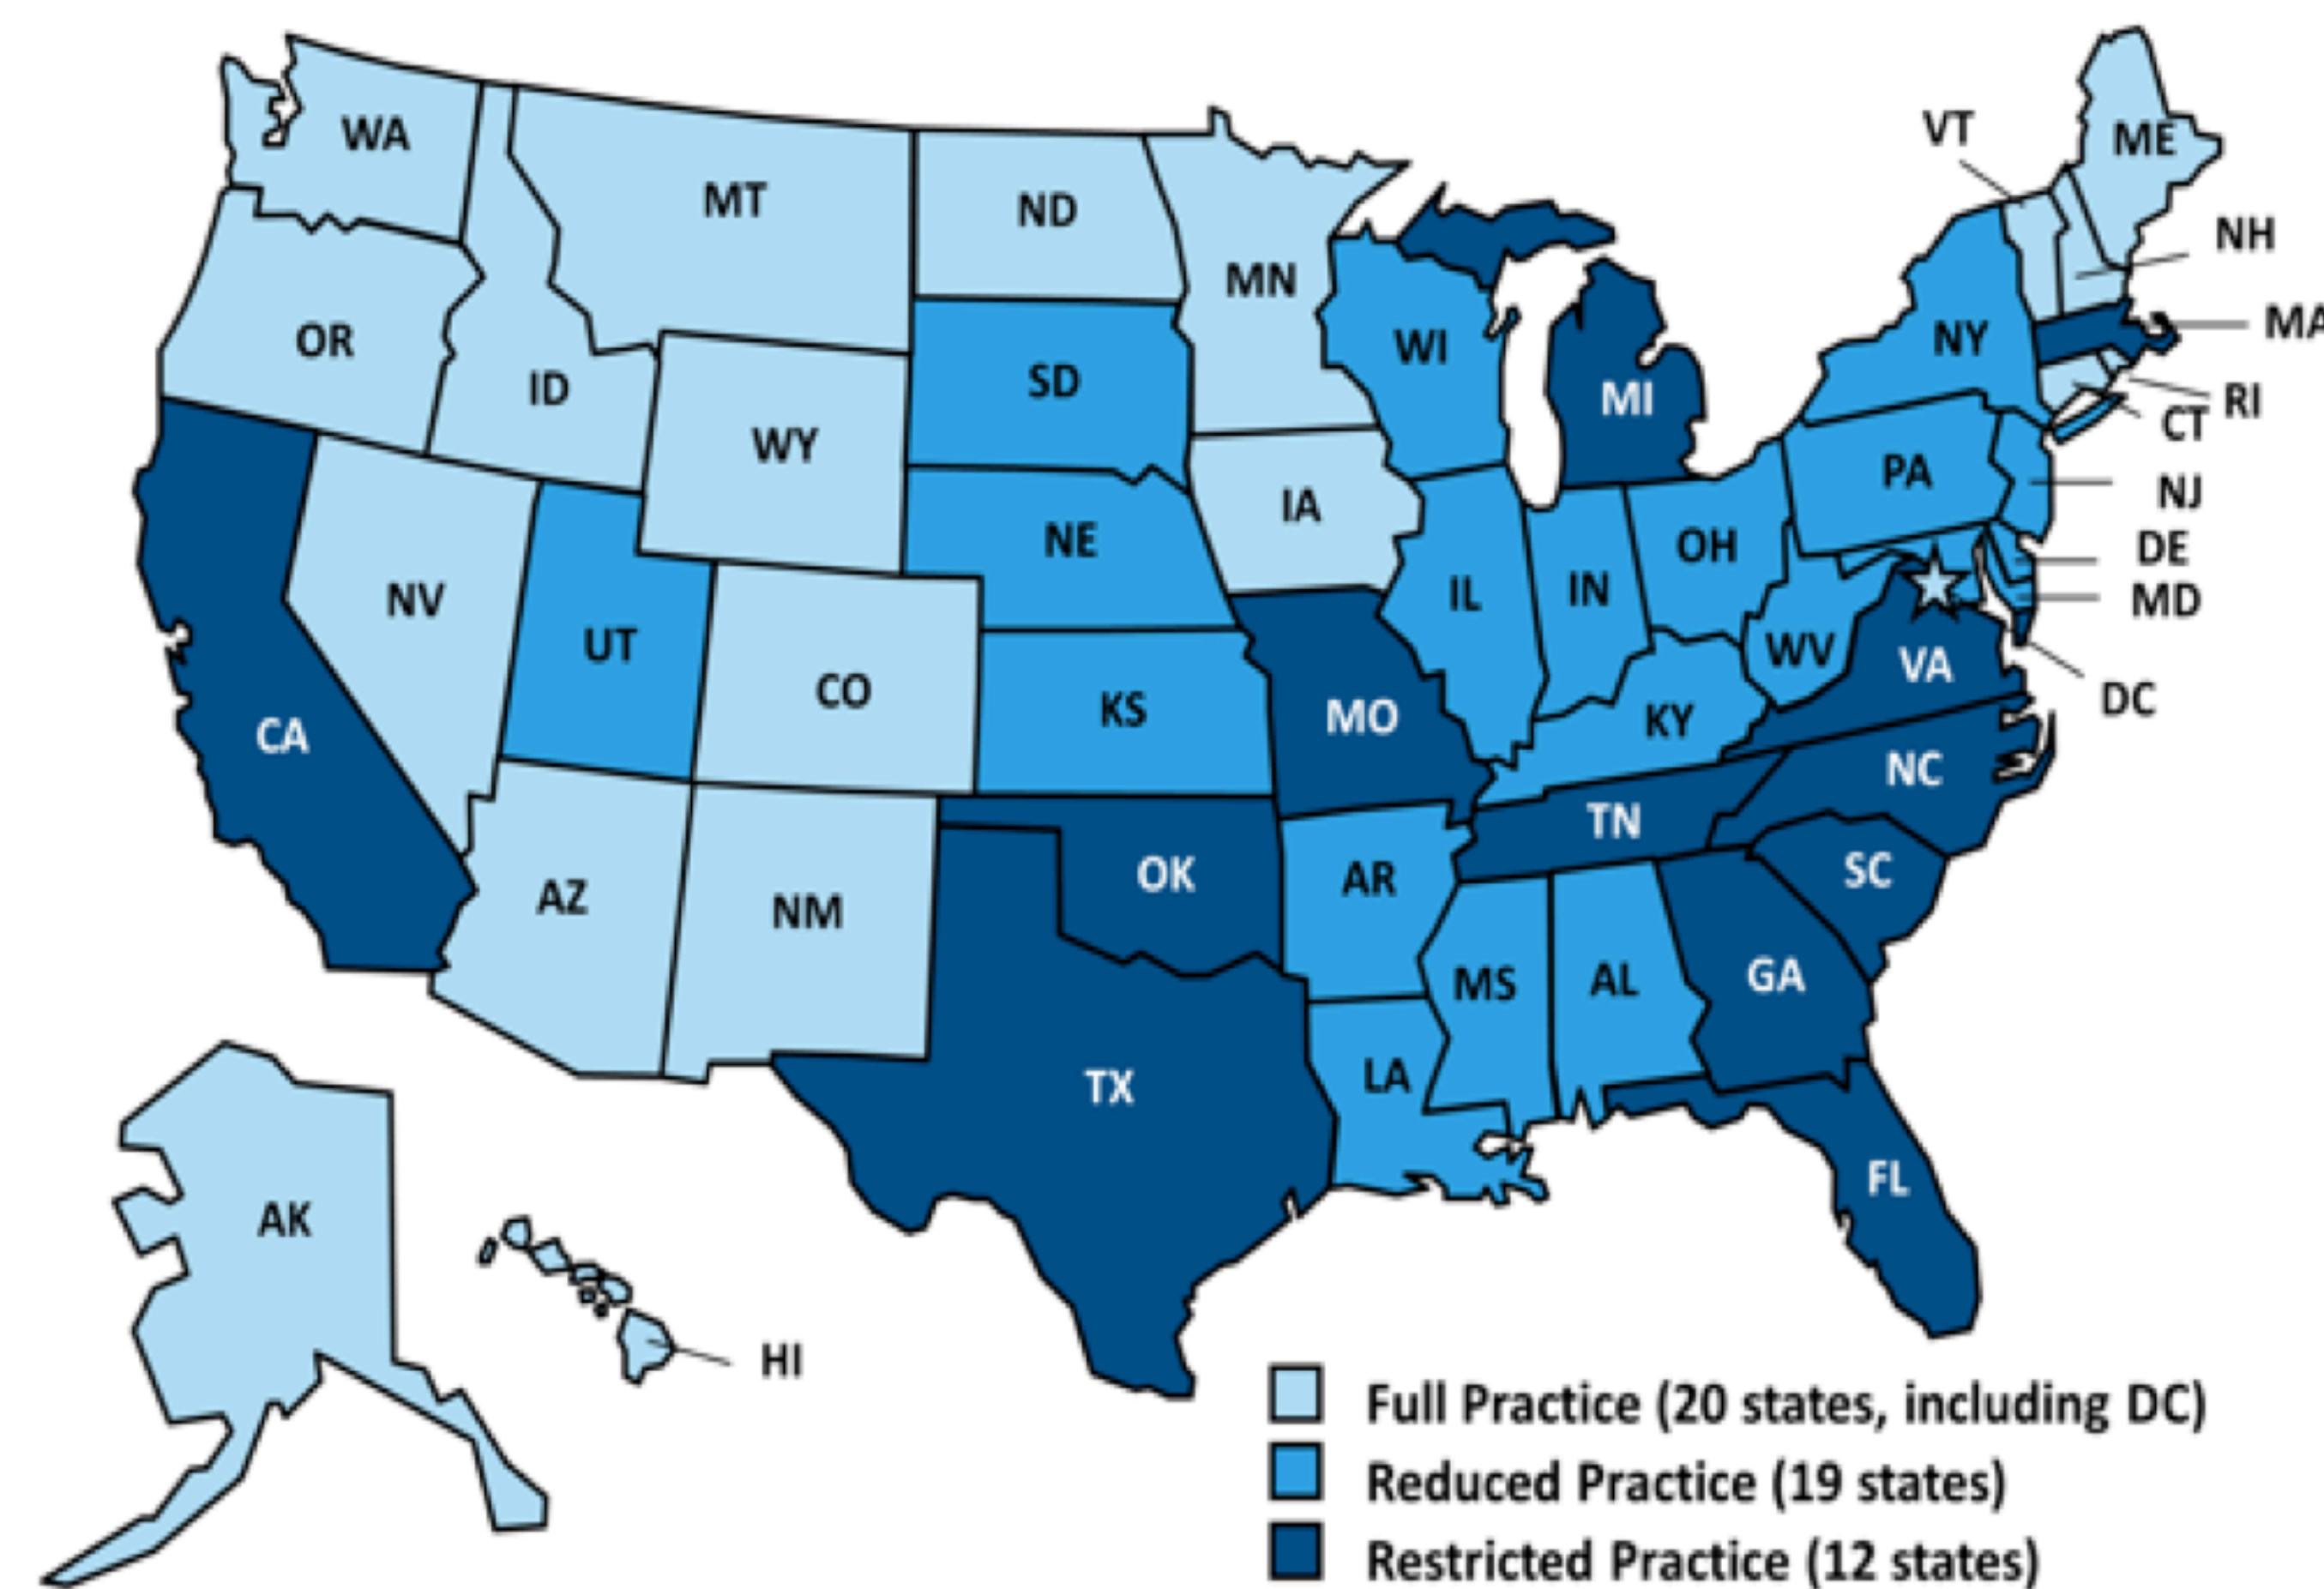 WA
MT
ND
MN
VT
ME
NH
MA
RI
CT
OR
ID
SD
WI
MI
NY
WY
PA
NJ
IA
NE
OH
DE
MD
NV
UT
IL
IN
WV
VA
DC
CO
KS
MO
KY
CA
NC
TN
AZ
NM
OK
AR
SC
MS
AL
GA
LA
TX
FL
AK
HI
Full Practice (20 states, including DC)
Reduced Practice (19 states)
Restricted Practice (12 states)